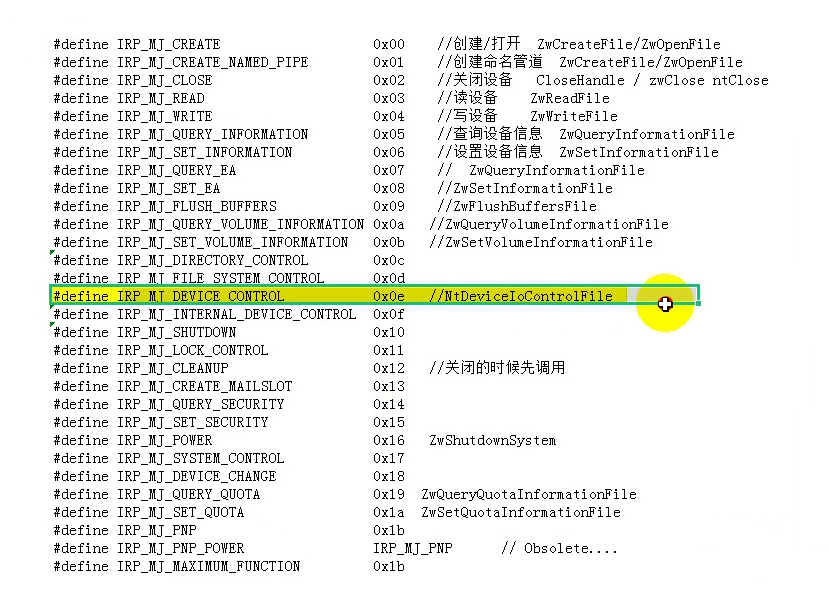 #define IRP_MJ_CREATE 0x00 //创建/打开 ZwCreateFile/ZwOpenFile
#define IRP_MJ_CREATE_NAMED_PIPE 0x01 //创建命名管道 ZwCreateFile/ZwOpenFile
#define IRP_MJ_CLOSE 0x02 //关闭设备 CloseHandle / zwClose ntClose
#define IRP_MJ_READ 0x03 //读设备 ZwReadFile
#define IRP_MJ_WRITE 0x04 //写设备 ZwWriteFile
#define IRP_MJ_QUERY_INFORMATION 0x05 //查询设备信息 ZwQueryInformationFile
#define IRP_MJ_SET_INFORMATION 0x06 //设置设备信息 ZwSetInformationFile
#define IRP_MJ_QUERY_EA 0x07 // ZwQueryInformationFile
#define IRP_MJ_SET_EA 0x08 //ZwSetInformationFile
#define IRP_MJ_FLUSH_BUFFERS 0x09 //ZwFlushBuffersFile
#define IRP_MJ_QUERY_VOLUME_INFORMATION 0x0a //ZwQueryVolumeInformationFile
#define IRP_MJ_SET_VOLUME_INFORMATION 0x0b //ZwSetVolumeInformationFile
#define IRP_MJ_DIRECTORY_CONTROL 0x0c
#define IRP_MJ_FILE_SYSTEM_CONTROL 0x0d
#define IRP_MJ_DEVICE_CONTROL 0x0e //NtDeviceIoControlFile
#define IRP_MJ_INTERNAL_DEVICE_CONTROL 0x0f
#define IRP_MJ_SHUTDOWN 0x10
#define IRP_MJ_LOCK_CONTROL 0x11
#define IRP_MJ_CLEANUP 0x12 //关闭的时候先调用
#define IRP_MJ_CREATE_MAILSLOT 0x13
#define IRP_MJ_QUERY_SECURITY 0x14
#define IRP_MJ_SET_SECURITY 0x15
#define IRP_MJ_POWER 0x16 ZwShutdownSystem
#define IRP_MJ_SYSTEM_CONTROL 0x17
#define IRP_MJ_DEVICE_CHANGE 0x18
#define IRP_MJ_QUERY_QUOTA 0x19 ZwQueryQuotaInformationFile
#define IRP_MJ_SET_QUOTA 0x1a ZwSetQuotaInformationFile
#define IRP_MJ_PNP 0x1b
#define IRP_MJ_PNP_POWER IRP_MJ_PNP // Obsolete....
#define IRP_MJ_MAXIMUM_FUNCTION 0x1b